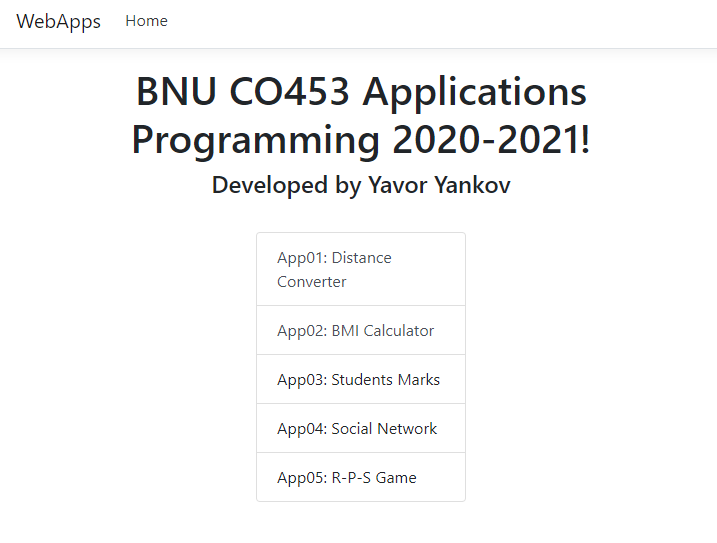 WebApps Home
BNU CO453 Applications
Programming 2020-2021!
Developed by Yavor Yankov
App01: Distance
Converter
App02: BMI Calculator
App03: Students Marks
App04: Social Network
App05: R-P-S Game